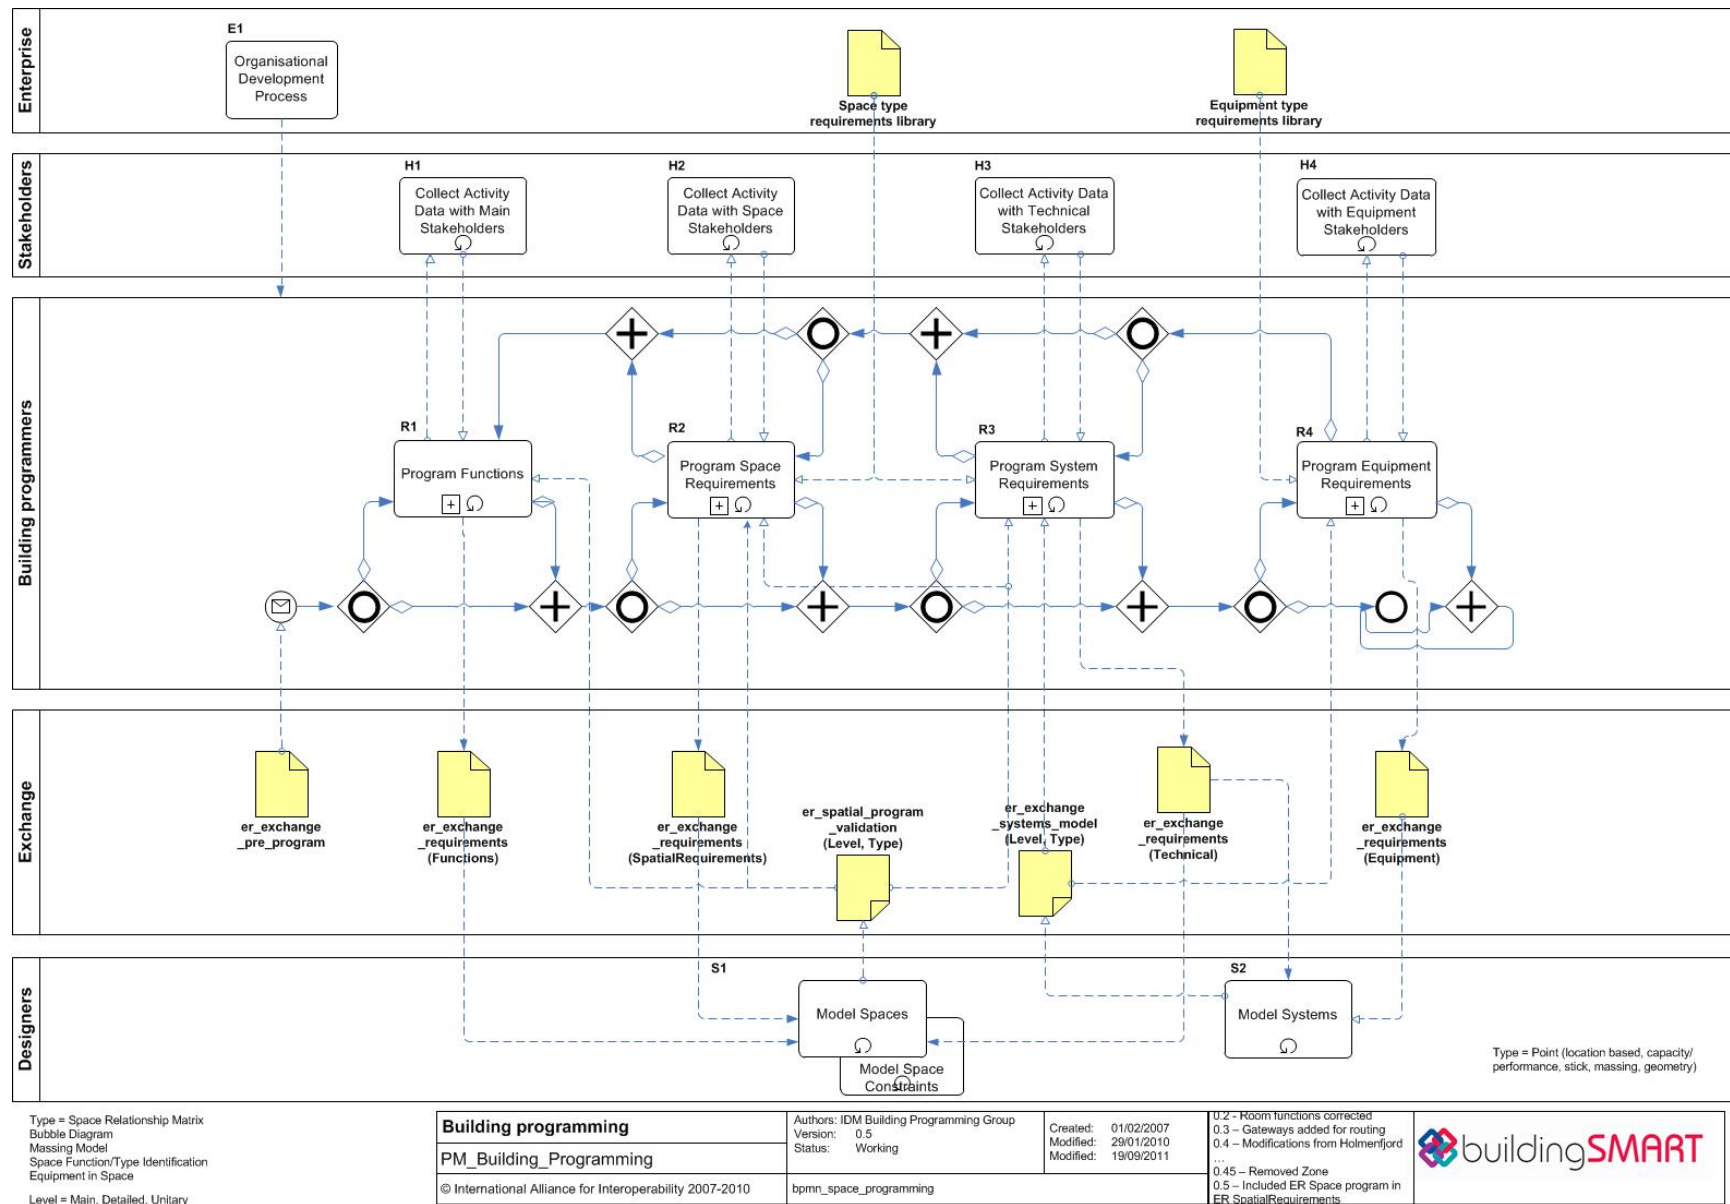 Enterprise
E1
Organisational
Development
Process
Space type
requirements library
Equipment type
requirements library
Stakeholders
H1
Collect Activity
Data with Main
Stakeholders
H2
Collect Activity
Data with Space
Stakeholders
H3
Collect Activity Data
with Technical
Stakeholders
H4
Collect Activity Data
with Equipment
Stakeholders
Building programmers
R1
Program Functions
R2
Program Space
Requirements
R3
Program System
Requirements
R4
Program Equipment
Requirements
Exchange
er_exchange
_pre_program
er_exchange
_requirements
(Functions)
er_exchange
_requirements
(SpatialRequirements)
er_spatial_program
_validation
(Level, Type)
er_exchange
_systems_model
(Level, Type)
er_exchange
_requirements
(Technical)
er_exchange
_requirements
(Equipment)
Designers
S1
Model Spaces
Model Space
Constraints
S2
Model Systems
Type = Point (location based, capacity/
performance, stick, massing, geometry)
Type = Space Relationship Matrix
Bubble Diagram
Massing Model
Space Function/Type Identification
Equipment in Space
Level = Main, Detailed, Unitary
Building programming
PM_Building_Programming
© International Alliance for Interoperability 2007-2010
Authors: IDM Building Programming Group
Version: 0.5
Status: Working
bpmn_space_programming
Created: 01/02/2007
Modified: 29/01/2010
Modified: 19/09/2011
0.2 - Room functions corrected
0.3 – Gateways added for routing
0.4 – Modifications from Holmenfjord
...
0.45 – Removed Zone
0.5 – Included ER Space program in
ER SpatialRequirements
buildingSMART